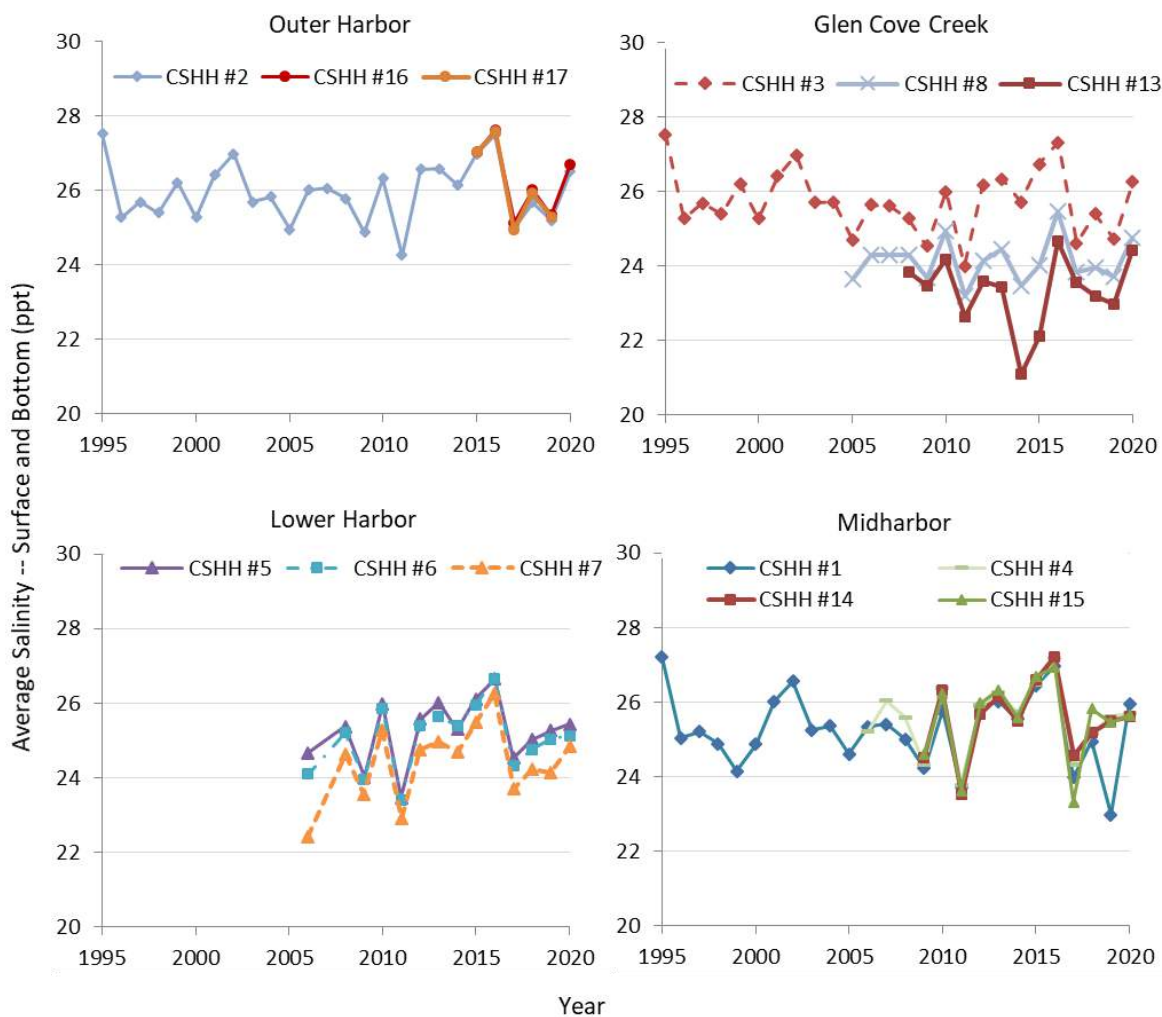 Outer Harbor
30
CSHH #2 CSHH #16 CSHH #17
28
26
24
22
20
1995 2000 2005 2010 2015 2020
Glen Cove Creek
30
CSHH #3 CSHH #8 CSHH #13
28
26
24
22
20
1995 2000 2005 2010 2015 2020
Average Salinity -- Surface and Bottom (ppt)
Lower Harbor
30
CSHH #5 CSHH #6 CSHH #7
28
26
24
22
20
1995 2000 2005 2010 2015 2020
Midharbor
30
CSHH #1 CSHH #4
CSHH #14 CSHH #15
28
26
24
22
20
1995 2000 2005 2010 2015 2020
Year